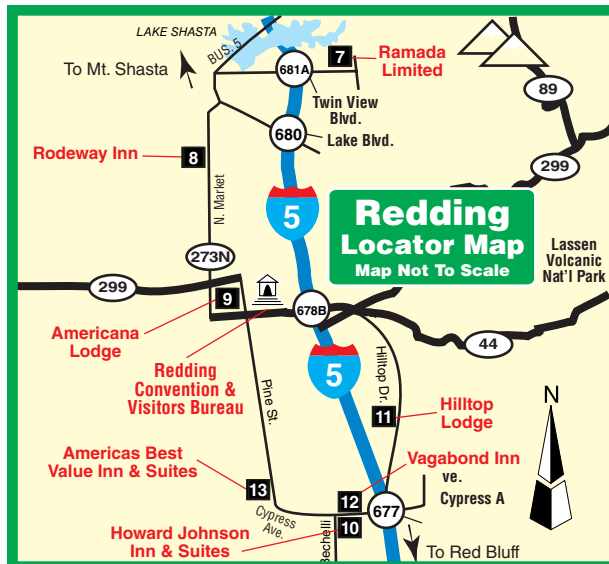 LAKE SHASTA
BUS. 5
To Mt. Shasta
7
Ramada
Limited
681A
Twin View
Blvd.
89
680
Lake Blvd.
Rodeway Inn
8
299
N. Market
5
Redding
Locator Map
Map Not To Scale
Lassen
Volcanic
Nat'l Park
273N
299
9
678B
Americana
Lodge
44
Redding
Convention &
Visitors Bureau
Pine St.
5
Hilltop Dr.
11
Hilltop
Lodge
N
Americas Best
Value Inn & Suites
13
Vagabond Inn
12
ve.
Cypress A
Cypress
Ave.
677
Howard Johnson
Inn & Suites
10
Bechelli
To Red Bluff